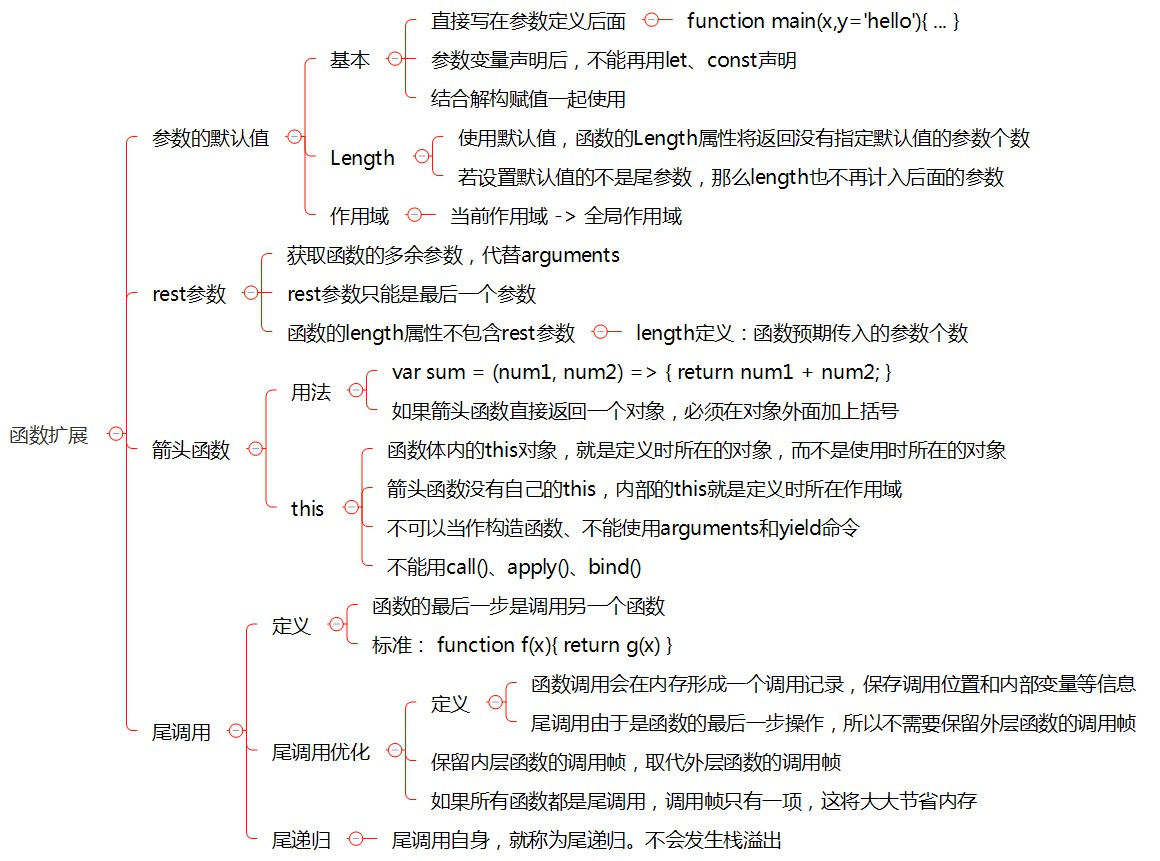 函数扩展
参数的默认值
基本
直接写在参数定义后面
function main(x,y='hello'){ ... }
参数变量声明后，不能再用let、const声明
结合解构赋值一起使用
Length
使用默认值，函数的Length属性将返回没有指定默认值的参数个数
若设置默认值的不是尾参数，那么length也不再计入后面的参数
作用域
当前作用域 -> 全局作用域
rest参数
获取函数的多余参数，代替arguments
rest参数只能是最后一个参数
函数的length属性不包含rest参数
length定义：函数预期传入的参数个数
箭头函数
用法
var sum = (num1, num2) => { return num1 + num2; }
如果箭头函数直接返回一个对象，必须在对象外面加上括号
this
函数体内的this对象，就是定义时所在的对象，而不是使用时所在的对象
箭头函数没有自己的this，内部的this就是定义时所在作用域
不可以当作构造函数、不能使用arguments和yield命令
不能用call()、apply()、bind()
尾调用
定义
函数的最后一步是调用另一个函数
标准： function f(x){ return g(x) }
尾调用优化
定义
函数调用会在内存形成一个调用记录，保存调用位置和内部变量等信息
尾调用由于是函数的最后一步操作，所以不需要保留外层函数的调用帧
保留内层函数的调用帧，取代外层函数的调用帧
如果所有函数都是尾调用，调用帧只有一项，这将大大节省内存
尾递归
尾调用自身，就称为尾递归。不会发生栈溢出